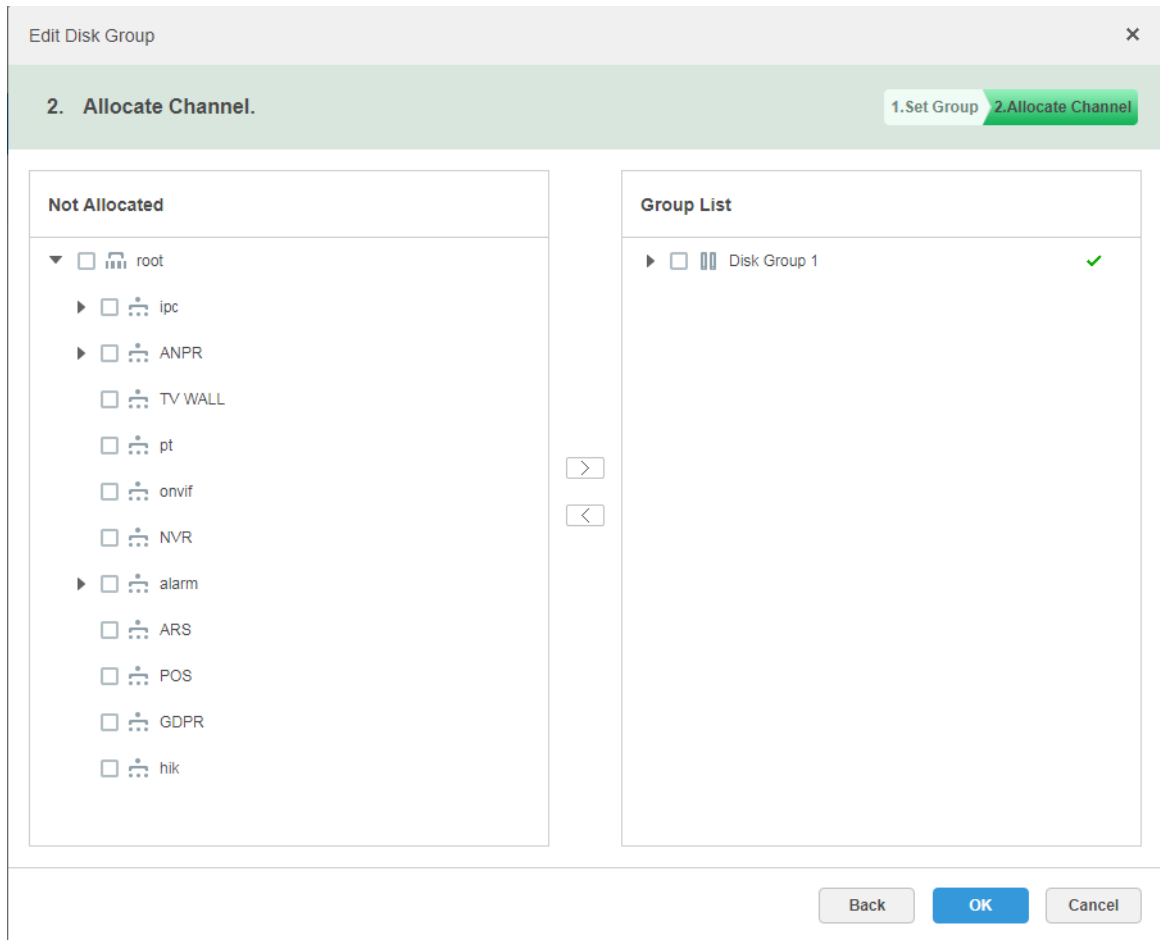 Edit Disk Group
2. Allocate Channel.
1.Set Group 2.Allocate Channel
Not Allocated
root
ipc
ANPR
TV WALL
pt
onvif
NVR
alarm
ARS
POS
GDPR
hik
Group List
Disk Group 1
Back OK Cancel